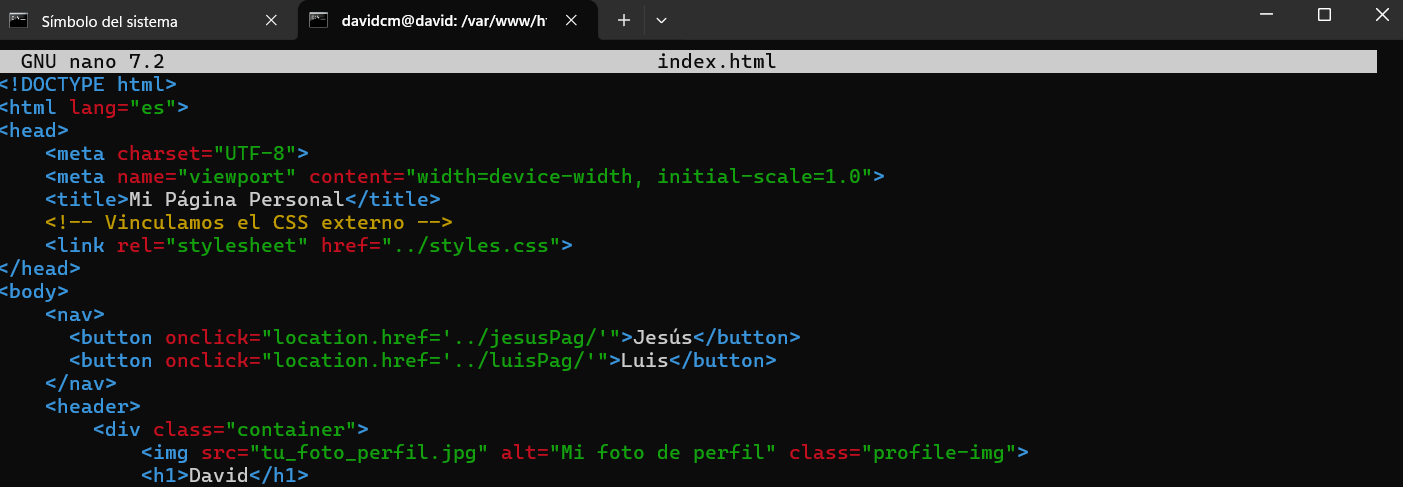 Símbolo del sistema
davidcm@david: /var/www/ht
GNU nano 7.2 index.html
<!DOCTYPE html>
<html lang="es">
<head>
    <meta charset="UTF-8">
    <meta name="viewport" content="width=device-width, initial-scale=1.0">
    <title>Mi Página Personal</title>
    <!-- Vinculamos el CSS externo -->
    <link rel="stylesheet" href="../styles.css">
</head>
<body>
    <nav>
      <button onclick="location.href='../jesusPag/'">Jesús</button>
      <button onclick="location.href='../luisPag/'">Luis</button>
    </nav>
    <header>
        <div class="container">
            <img src="tu_foto_perfil.jpg" alt="Mi foto de perfil" class="profile-img">
            <h1>David</h1>